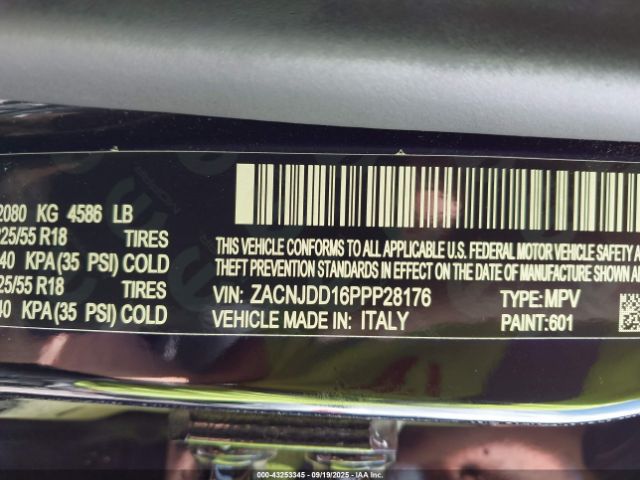 2080 KG 4586 LB
225/55 R18 TIRES
40 KPA(35 PSI) COLD
25/55 R18 TIRES
40 KPA(35 PSI) COLD
THIS VEHICLE CONFORMS TO ALL APPLICABLE U.S. FEDERAL MOTOR VEHICLE SAFETY A
THEFT PREVENTION STANDARDS IN EFFECT ON THE DATE OF MANUFACTURE SHOWN A
VIN: ZACNJDD16PPP28176 TYPE: MPV
VEHICLE MADE IN: ITALY PAINT: 601
000-43253345 09/19/2025 IAA BRANCH